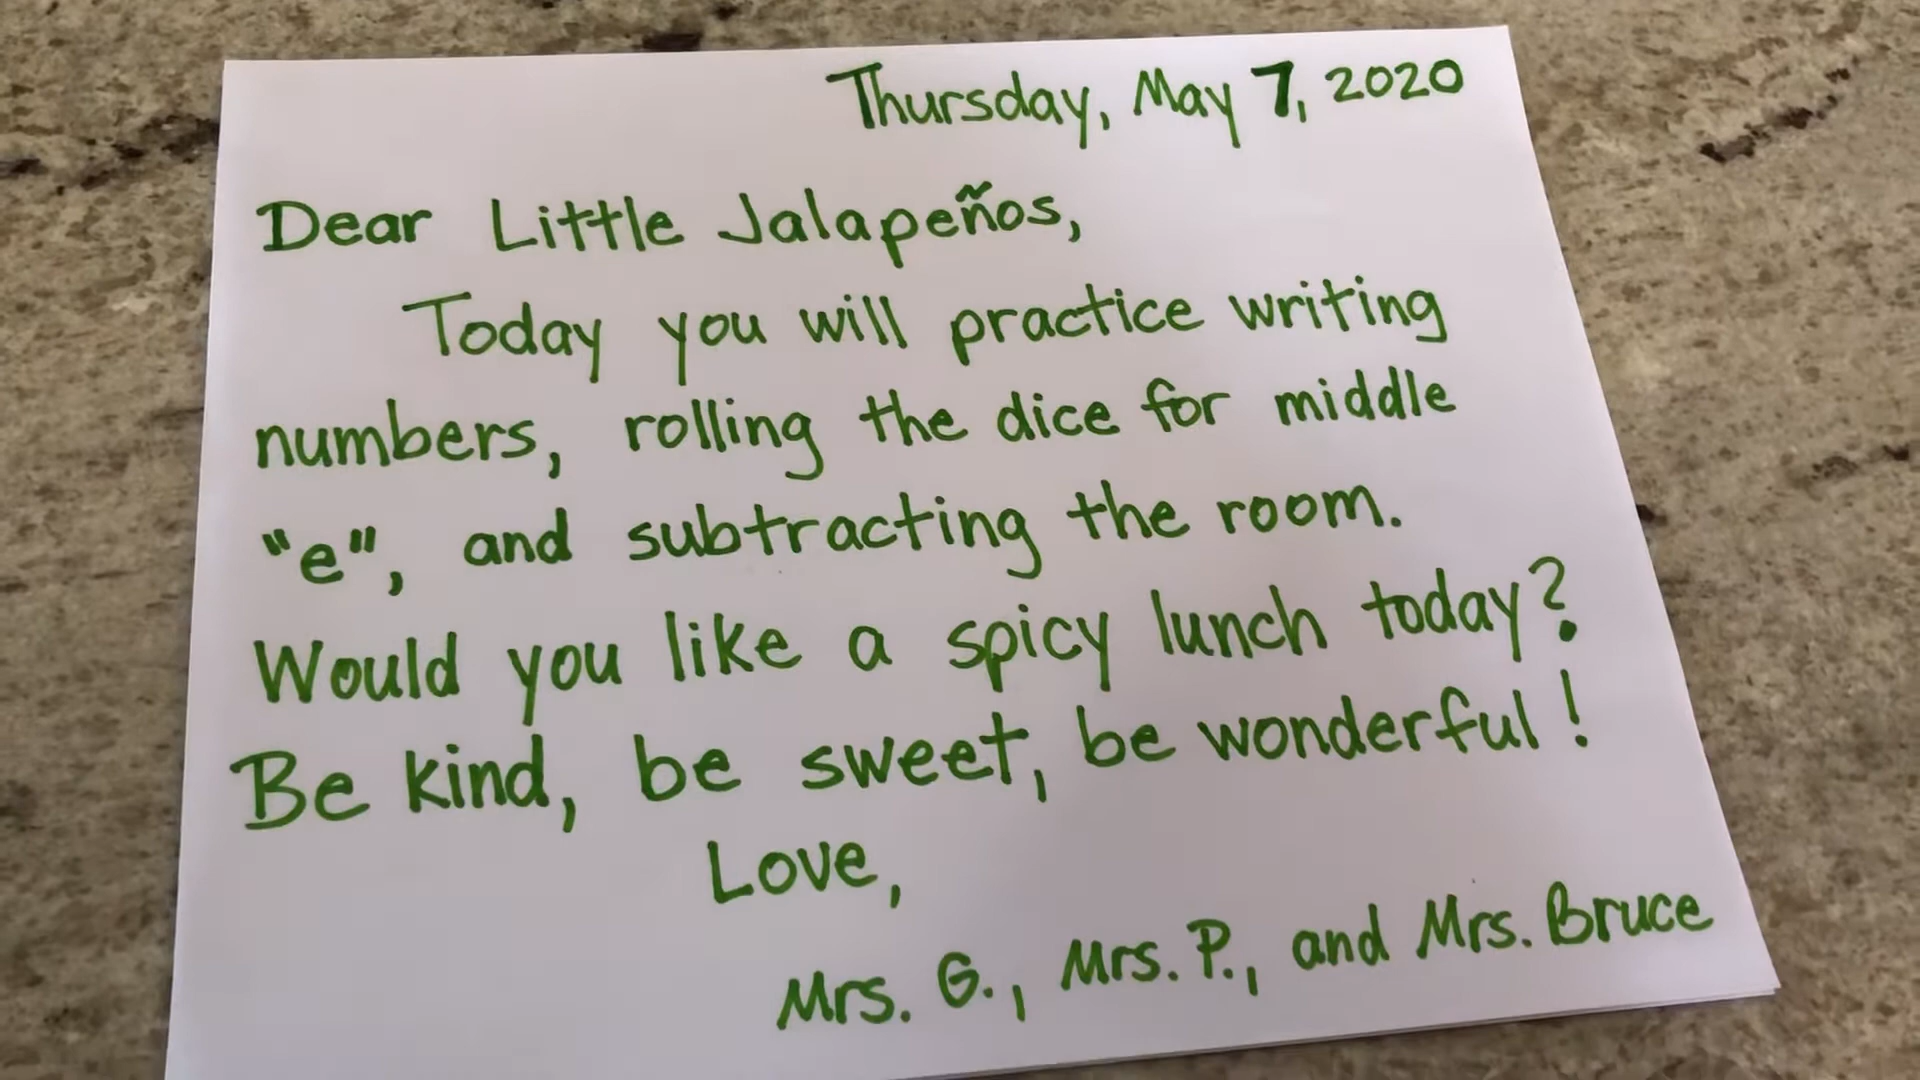 Thursday, May 7, 2020
Dear Little Jalapeños,
Today you will practice writing
numbers, rolling the dice for middle
"e", and subtracting the room.
Would you like a spicy lunch today?
Be kind, be sweet, be wonderful!
Love,
Mrs. G., Mrs. P., and Mrs. Bruce